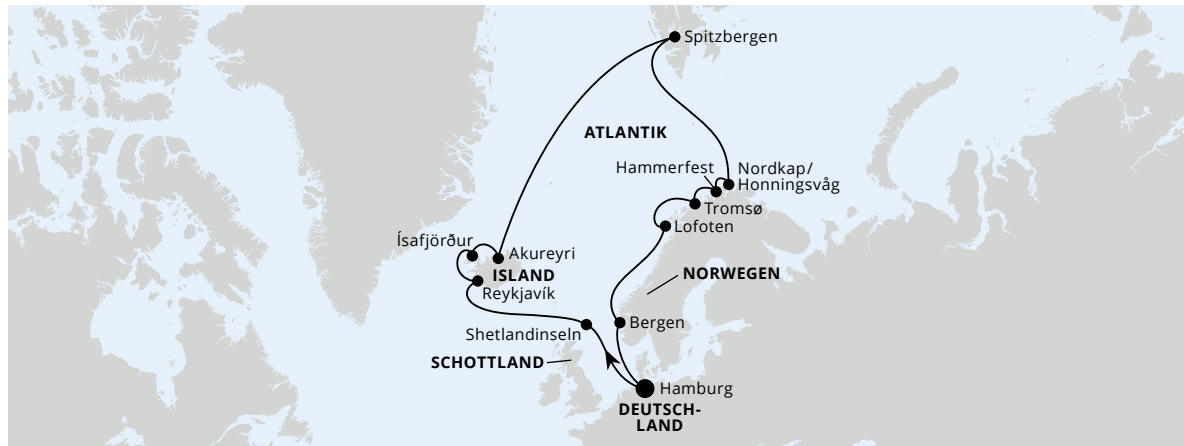 Spitzbergen
ATLANTIK
Hammerfest
Nordkap/
Honningsvåg
Tromsø
Lofoten
Ísafjörður
Akureyri
ISLAND
Reykjavík
NORWEGEN
Bergen
Shetlandinseln
SCHOTTLAND
Hamburg
DEUTSCH-
LAND